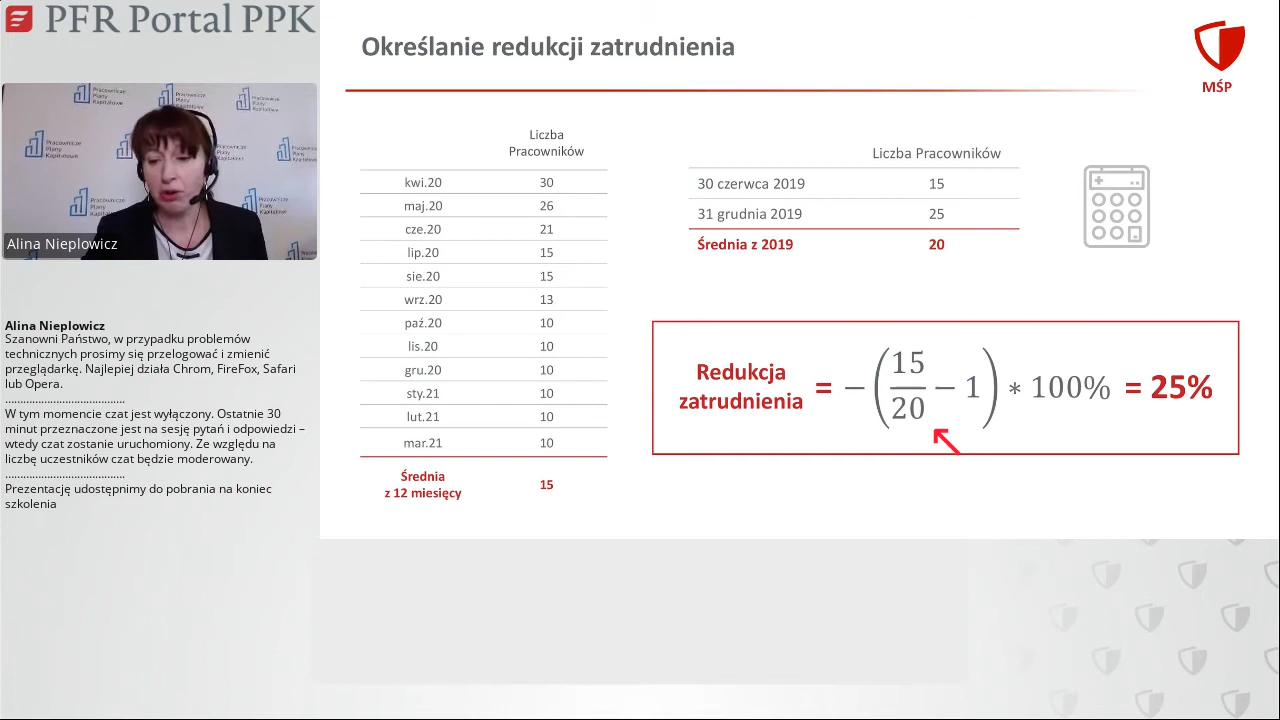 PFR Portal PPK
Pracownicze
Plany
Kapitałowe
Alina Nieplowicz
Alina Nieplowicz
Szanowni Państwo, w przypadku problemów
technicznych prosimy się przelogować i zmienić
przeglądarkę. Najlepiej działa Chrom, FireFox, Safari
lub Opera.
........................................
W tym momencie czat jest wyłączony. Ostatnie 30
minut przeznaczone jest na sesję pytań i odpowiedzi –
wtedy czat zostanie uruchomiony. Ze względu na
liczbę uczestników czat będzie moderowany.
........................................
Prezentację udostępnimy do pobrania na koniec
szkolenia
Określanie redukcji zatrudnienia
MŚP
Liczba
Pracowników
kwi.20 30
maj.20 26
cze.20 21
lip.20 15
sie.20 15
wrz.20 13
paź.20 10
lis.20 10
gru.20 10
sty.21 10
lut.21 10
mar.21 10
Średnia
z 12 miesięcy 15
Liczba Pracowników
30 czerwca 2019 15
31 grudnia 2019 25
Średnia z 2019 20
Redukcja
zatrudnienia = −(15/20 − 1) ∗ 100% = 25%